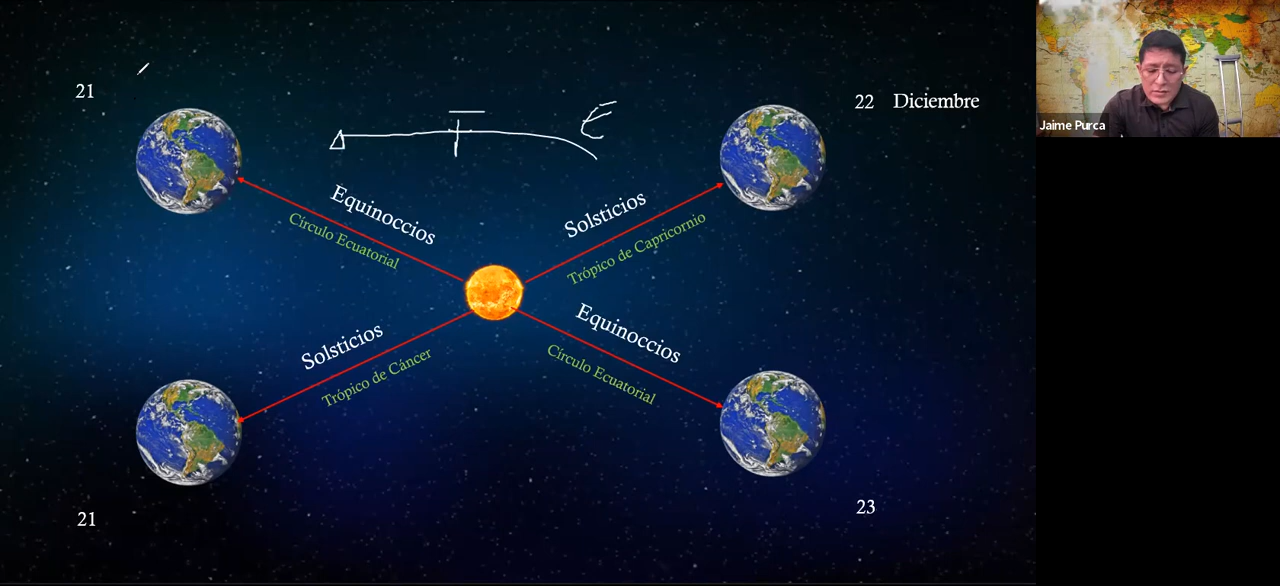 21
22 Diciembre
I
E
Equinoccios
Círculo Ecuatorial
Solsticios
Trópico de Capricornio
Solsticios
Trópico de Cáncer
Equinoccios
Círculo Ecuatorial
21
23
Jaime Purca